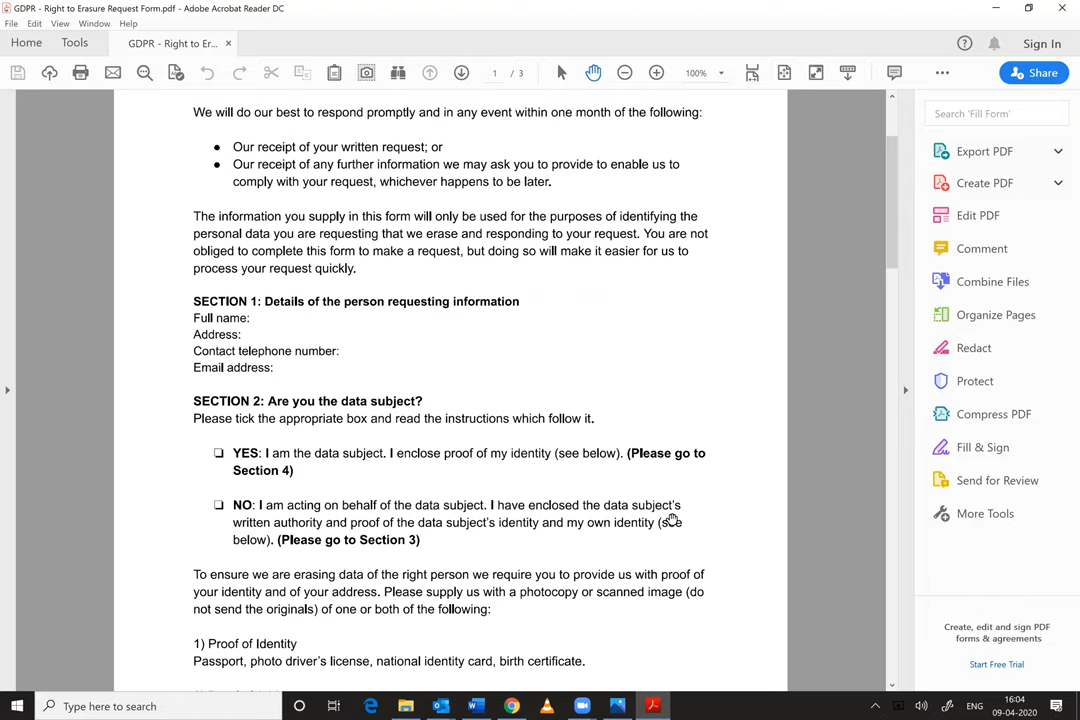 GDPR - Right to Erasure Request Form.pdf - Adobe Acrobat Reader DC
File Edit View Window Help
Home Tools GDPR - Right to Er... × Sign In
1 / 3 100% Share
We will do our best to respond promptly and in any event within one month of the following:
● Our receipt of your written request; or
● Our receipt of any further information we may ask you to provide to enable us to
comply with your request, whichever happens to be later.
The information you supply in this form will only be used for the purposes of identifying the
personal data you are requesting that we erase and responding to your request. You are not
obliged to complete this form to make a request, but doing so will make it easier for us to
process your request quickly.
SECTION 1: Details of the person requesting information
Full name:
Address:
Contact telephone number:
Email address:
SECTION 2: Are you the data subject?
Please tick the appropriate box and read the instructions which follow it.
❏ YES: I am the data subject. I enclose proof of my identity (see below). (Please go to
Section 4)
❏ NO: I am acting on behalf of the data subject. I have enclosed the data subject's
written authority and proof of the data subject's identity and my own identity (see
below). (Please go to Section 3)
To ensure we are erasing data of the right person we require you to provide us with proof of
your identity and of your address. Please supply us with a photocopy or scanned image (do
not send the originals) of one or both of the following:
1) Proof of Identity
Passport, photo driver's license, national identity card, birth certificate.
Search 'Fill Form'
Export PDF
Create PDF
Edit PDF
Comment
Combine Files
Organize Pages
Redact
Protect
Compress PDF
Fill & Sign
Send for Review
More Tools
Create, edit and sign PDF
forms & agreements
Start Free Trial
Type here to search
ENG
16:04
09-04-2020